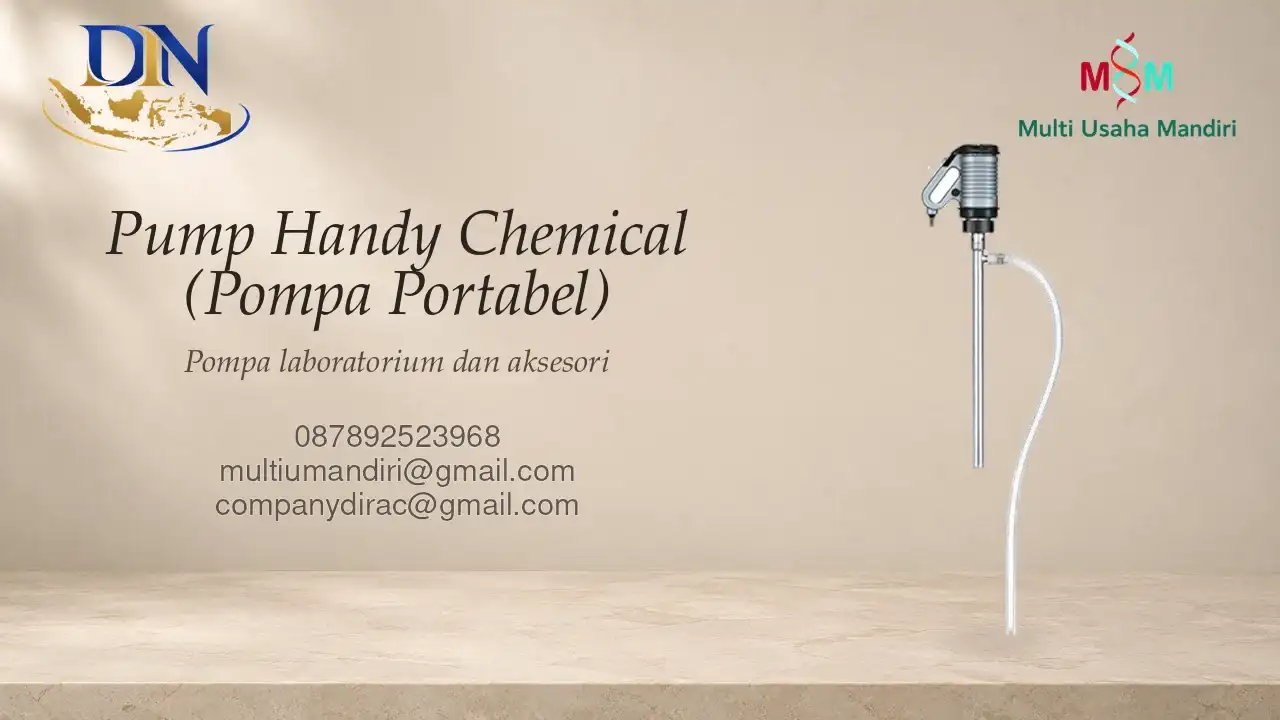 DIN
MSM
Multi Usaha Mandiri
Pump Handy Chemical
(Pompa Portabel)
Pompa laboratorium dan aksesori
087892523968
multiumandiri@gmail.com
companydirac@gmail.com